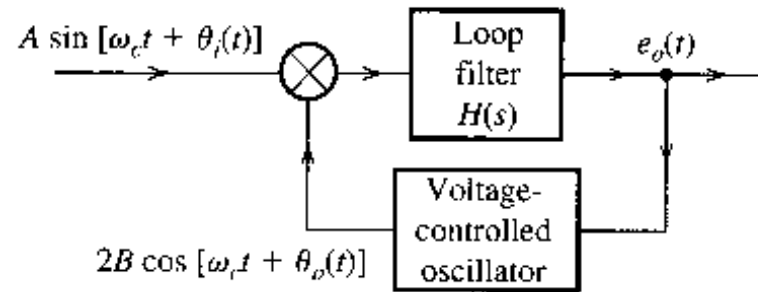 A sin [ω_c t + θ_i(t)]
Loop
filter
H(s)
e_o(t)
Voltage-
controlled
oscillator
2B cos [ω_c t + θ_o(t)]